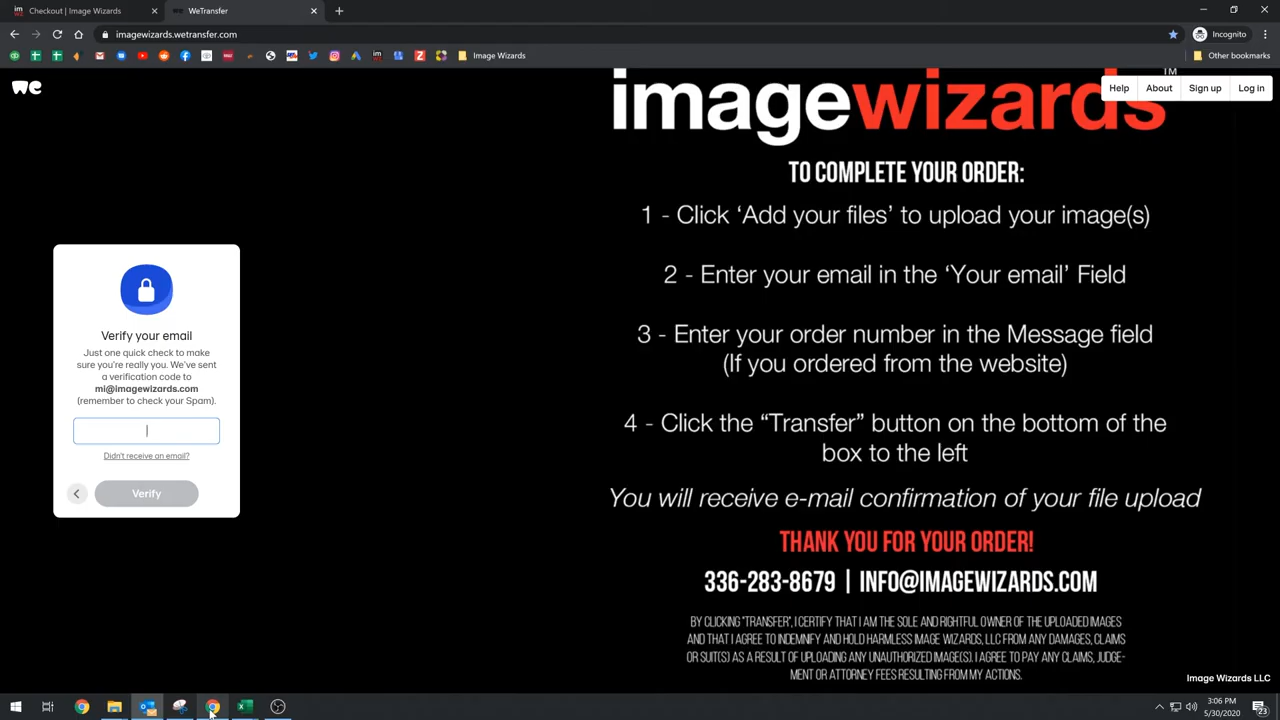 Checkout | Image Wizards
WeTransfer
imagewizards.wetransfer.com
Incognito
Image Wizards
Other bookmarks
we
imagewizards™
Help
About
Sign up
Log in
TO COMPLETE YOUR ORDER:
1 - Click ‘Add your files’ to upload your image(s)
2 - Enter your email in the ‘Your email’ Field
3 - Enter your order number in the Message field
(If you ordered from the website)
4 - Click the “Transfer” button on the bottom of the
box to the left
You will receive e-mail confirmation of your file upload
THANK YOU FOR YOUR ORDER!
336-283-8679 | INFO@IMAGEWIZARDS.COM
BY CLICKING "TRANSFER", I CERTIFY THAT I AM THE SOLE AND RIGHTFUL OWNER OF THE UPLOADED IMAGES
AND THAT I AGREE TO INDEMNIFY AND HOLD HARMLESS IMAGE WIZARDS, LLC FROM ANY DAMAGES, CLAIMS
OR SUIT(S) AS A RESULT OF UPLOADING ANY UNAUTHORIZED IMAGE(S). I AGREE TO PAY ANY CLAIMS, JUDGE-
MENT OR ATTORNEY FEES RESULTING FROM MY ACTIONS.
Verify your email
Just one quick check to make
sure you're really you. We've sent
a verification code to
mi@imagewizards.com
(remember to check your Spam).
Didn't receive an email?
Verify
Image Wizards LLC
3:06 PM
5/30/2020
23